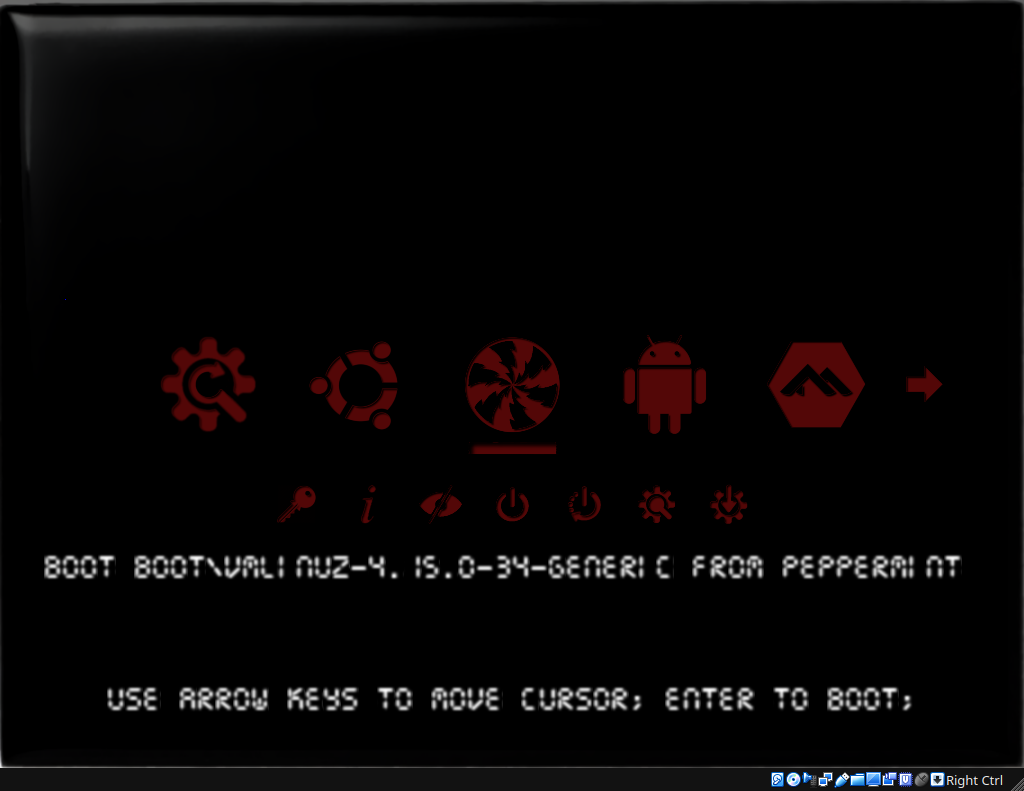 BOOT BOOT\VMLINUZ-4.15.0-34-GENERIC FROM PEPPERMINT
USE ARROW KEYS TO MOVE CURSOR; ENTER TO BOOT;
Right Ctrl